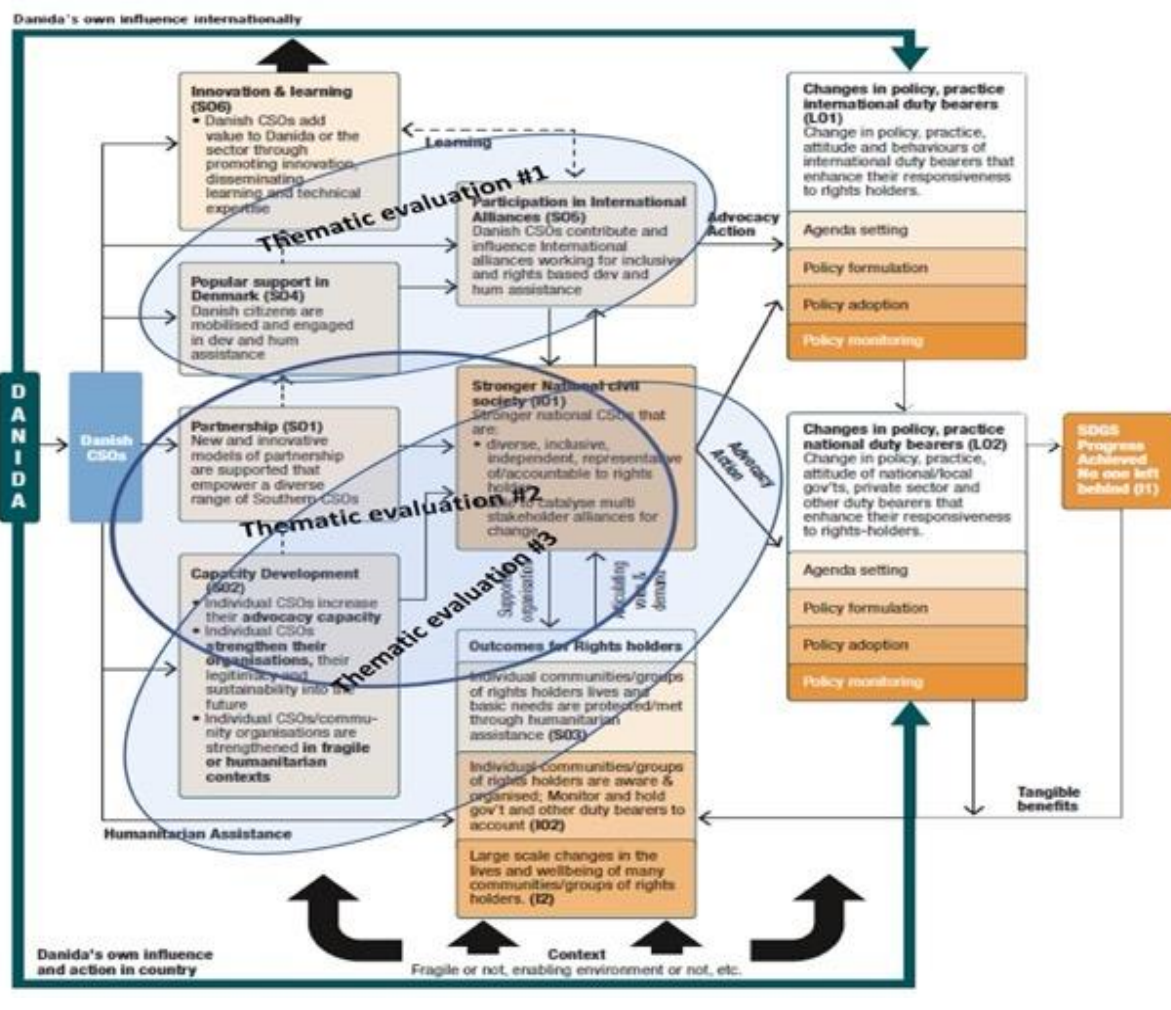 Danida's own influence internationally
Innovation & learning
(SO6)
• Danish CSOs add
value to Danida or the
sector through
promoting innovation,
disseminating
learning and technical
expertise
Learning
Thematic evaluation #1
Participation in International
Alliances (SO5)
Danish CSOs contribute and
influence International
alliances working for inclusive
and rights based dev and
hum assistance
Advocacy
Action
Changes in policy, practice
international duty bearers
(LO1)
Change in policy, practice,
attitude and behaviours of
international duty bearers that
enhance their responsiveness
to rights holders.
Agenda setting
Policy formulation
Policy adoption
Policy monitoring
Popular support in
Denmark (SO4)
Danish citizens are
mobilised and engaged
in dev and hum
assistance
DANIDA
Danish
CSOs
Partnership (SO1)
New and innovative
models of partnership
are supported that
empower a diverse
range of Southern CSOs
Thematic evaluation #2
Stronger National civil
society (IO1)
Stronger national CSOs that
are:
• diverse, inclusive,
independent, representative
of/accountable to rights
to catalyse multi
stakeholder alliances for
change
Advocacy
Action
Changes in policy, practice
national duty bearers (LO2)
Change in policy, practice,
attitude of national/local
gov'ts, private sector and
other duty bearers that
enhance their responsiveness
to rights-holders.
Agenda setting
Policy formulation
Policy adoption
Policy monitoring
SDGS
Progress
Achieved
No one left
behind (I1)
Thematic evaluation #3
Capacity Development
(SO2)
• Individual CSOs increase
their advocacy capacity
• Individual CSOs
strengthen their
organisations, their
legitimacy and
sustainability into the
future
• Individual CSOs/commu-
nity organisations are
strengthened in fragile
or humanitarian
contexts
Articulating
voice &
demand
Outcomes for Rights holders
Individual communities/groups
of rights holders lives and
basic needs are protected/met
through humanitarian
assistance (SO3)
Individual communities/groups
of rights holders are aware &
organised; Monitor and hold
gov't and other duty bearers to
account (IO2)
Large scale changes in the
lives and wellbeing of many
communities/groups of rights
holders. (I2)
Humanitarian Assistance
Tangible
benefits
Danida's own influence
and action in country
Context
Fragile or not, enabling environment or not, etc.